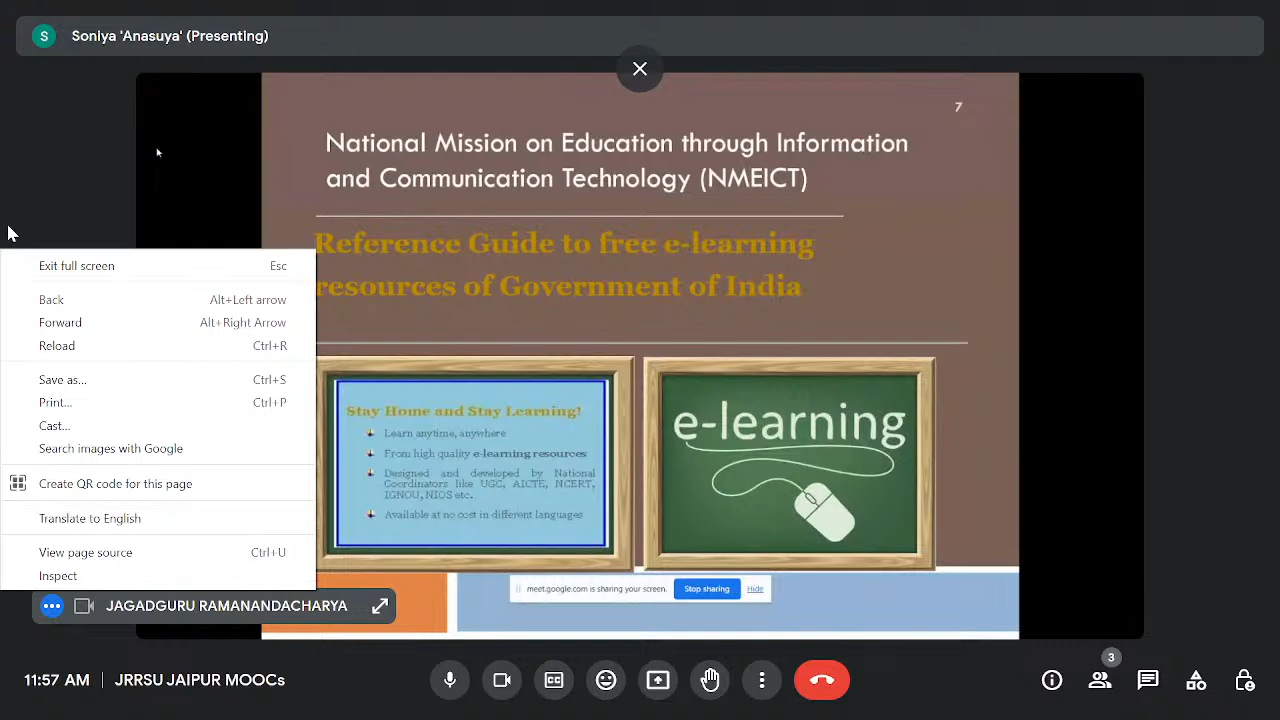 S Soniya 'Anasuya' (Presenting)
7
National Mission on Education through Information
and Communication Technology (NMEICT)
Reference Guide to free e-learning
resources of Government of India
Exit full screen Esc
Back Alt+Left arrow
Forward Alt+Right Arrow
Reload Ctrl+R
Save as... Ctrl+S
Print... Ctrl+P
Cast...
Search images with Google
Create QR code for this page
Translate to English
View page source Ctrl+U
Inspect
Stay Home and Stay Learning!
Learn anytime, anywhere
From high quality e-learning resources
Designed and developed by National
Coordinators like UGC, AICTE, NCERT,
IGNOU, NIOS etc.
Available at no cost in different languages
e-learning
meet.google.com is sharing your screen. Stop sharing Hide
JAGADGURU RAMANANDACHARYA
11:57 AM | JRRSU JAIPUR MOOCs
3